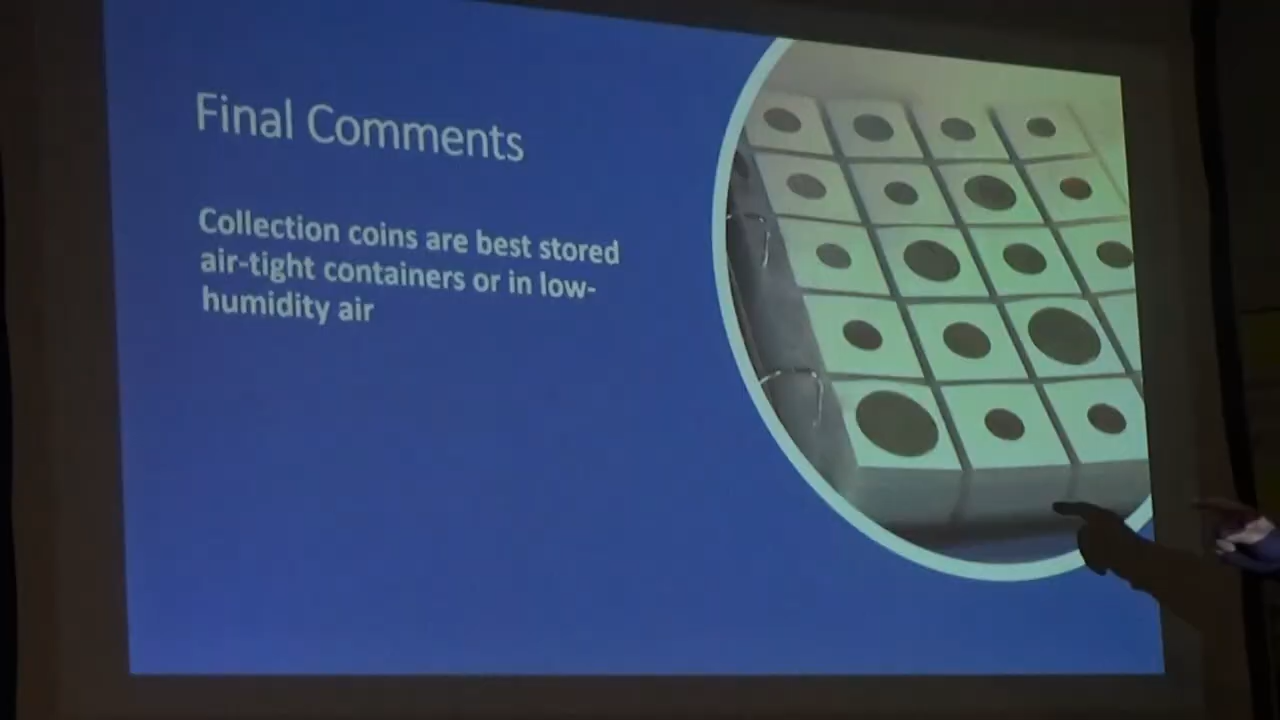 Final Comments
Collection coins are best stored
air-tight containers or in low-
humidity air